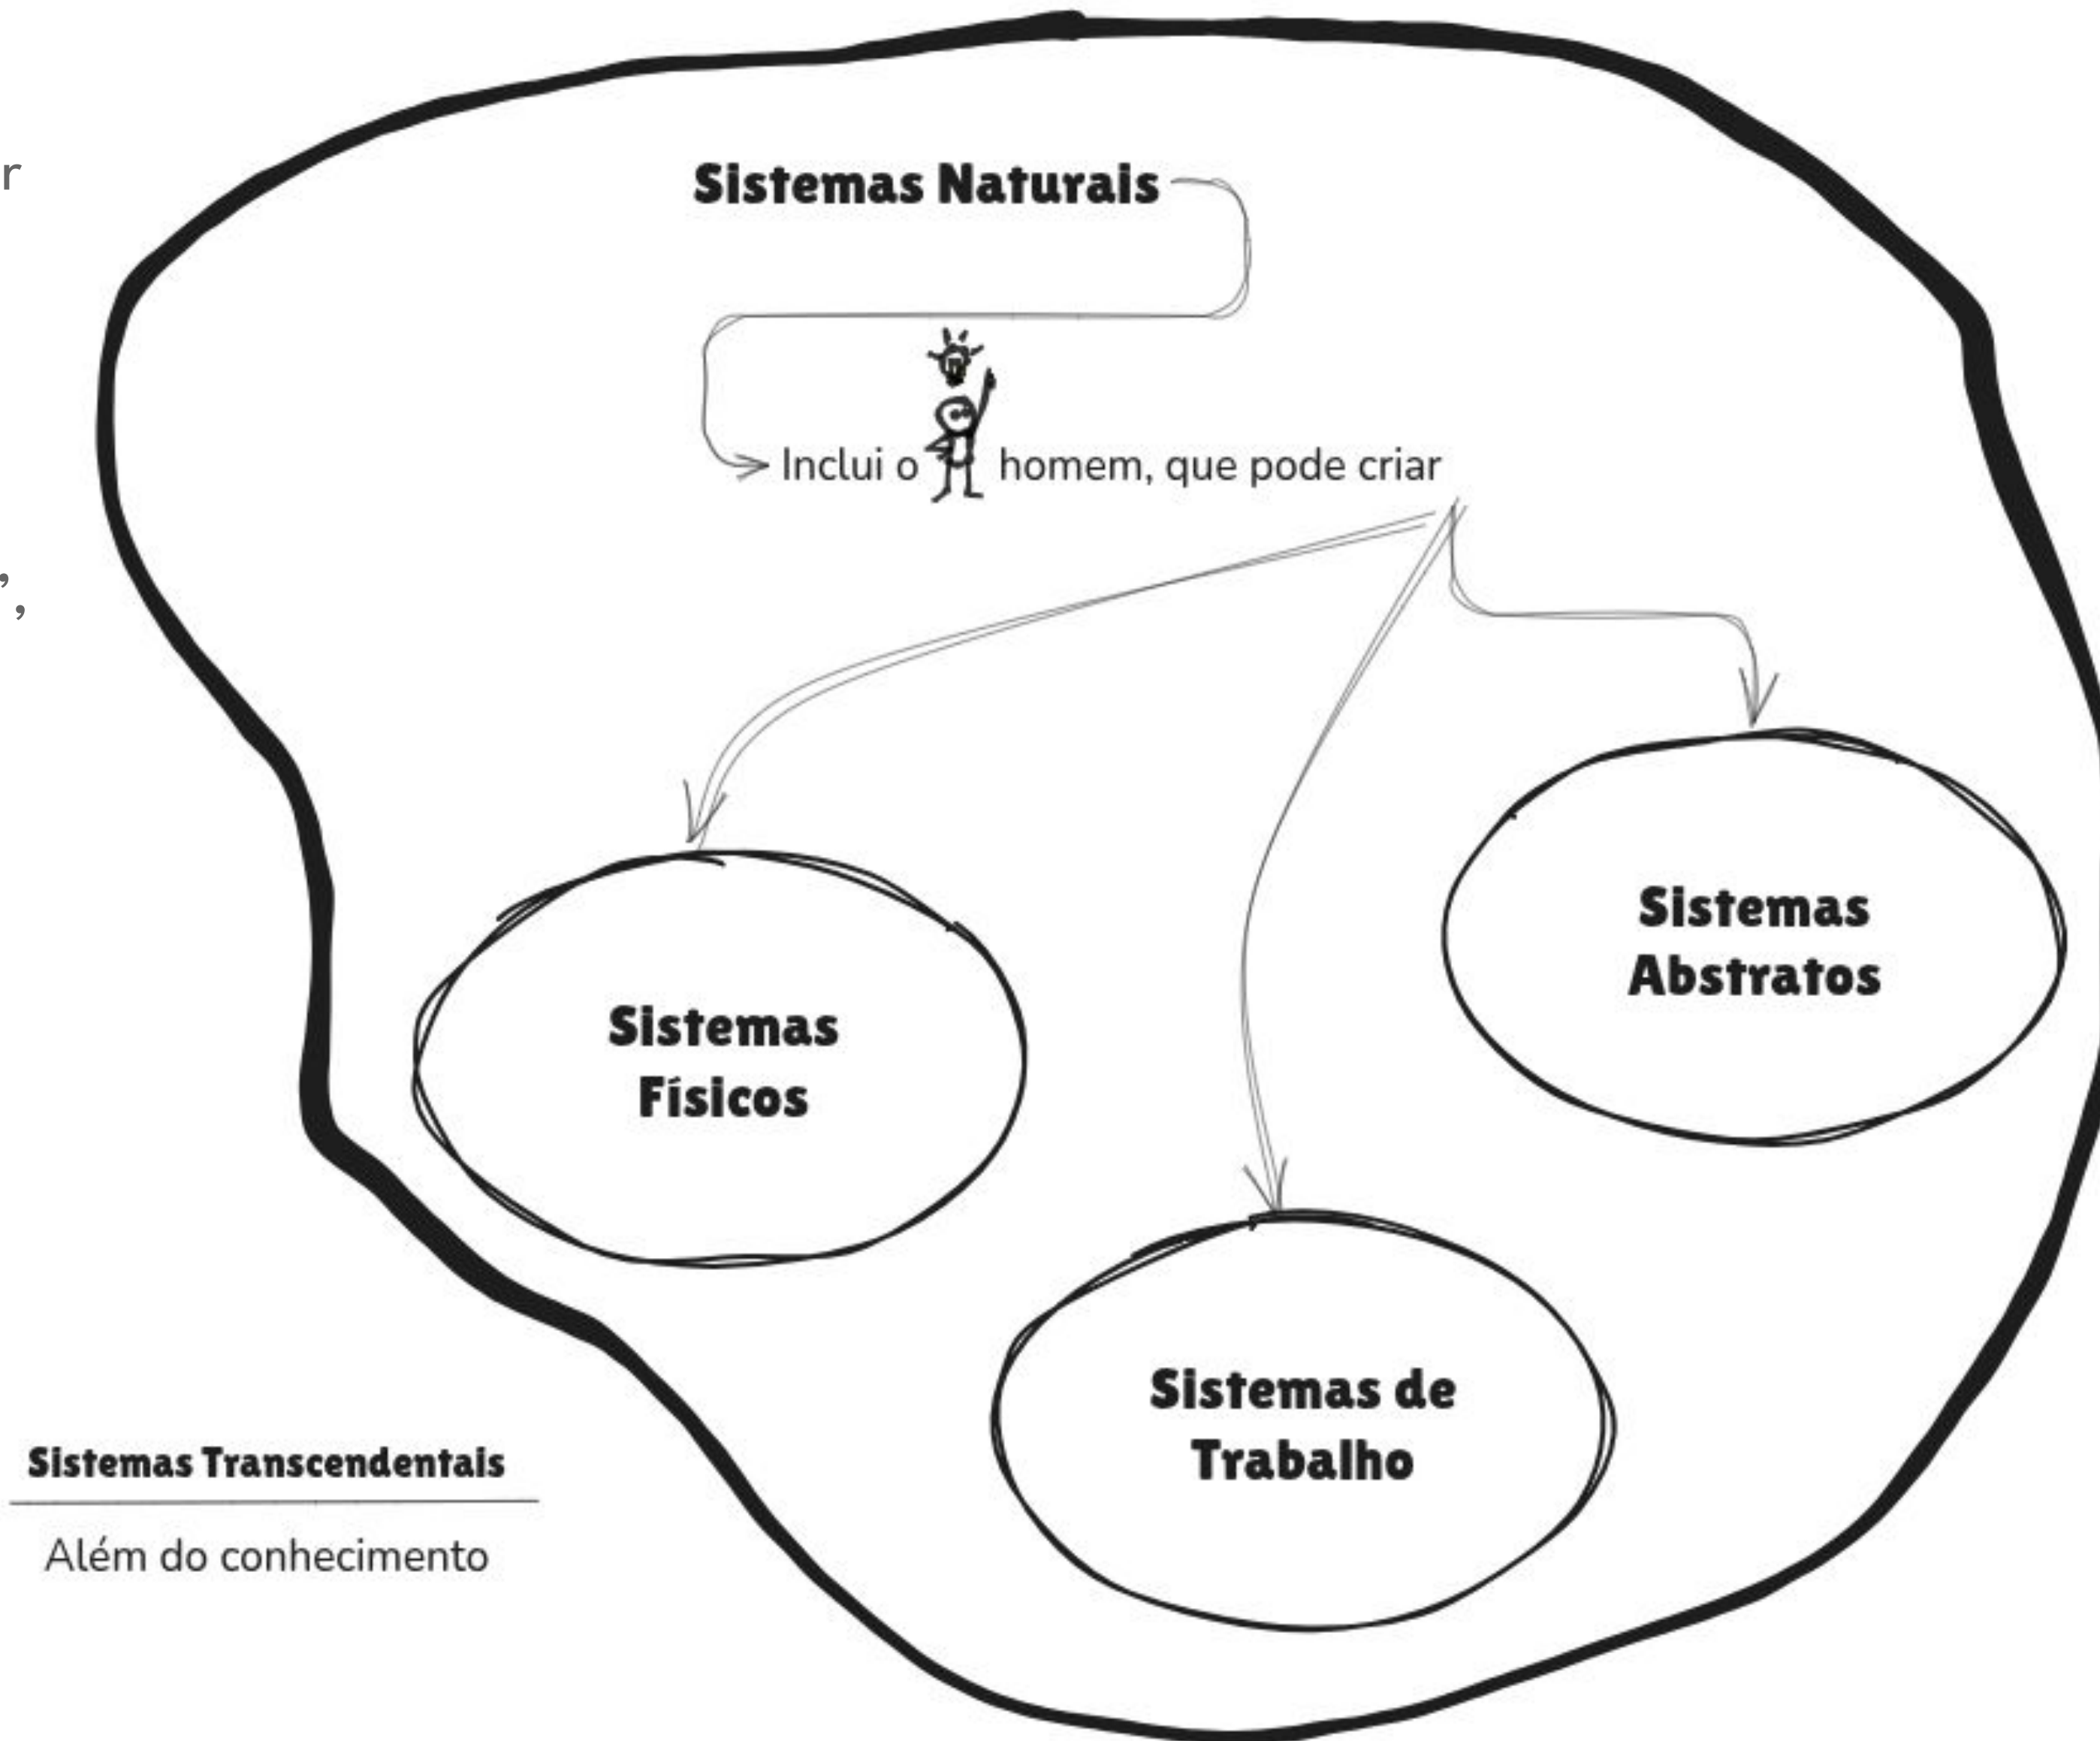 r
”,
Sistemas Naturais
Inclui o homem, que pode criar
Sistemas
Abstratos
Sistemas
Físicos
Sistemas de
Trabalho
Sistemas Transcendentais
Além do conhecimento